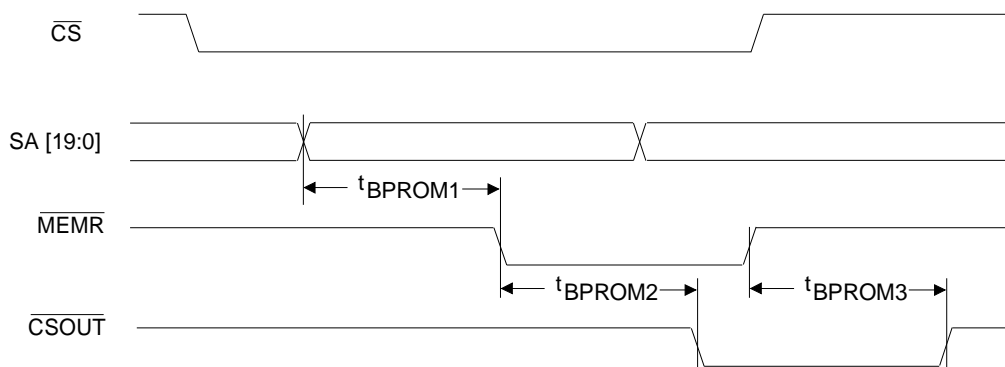 CS
SA [19:0]
tBPROM1
MEMR
tBPROM2
tBPROM3
CSOUT